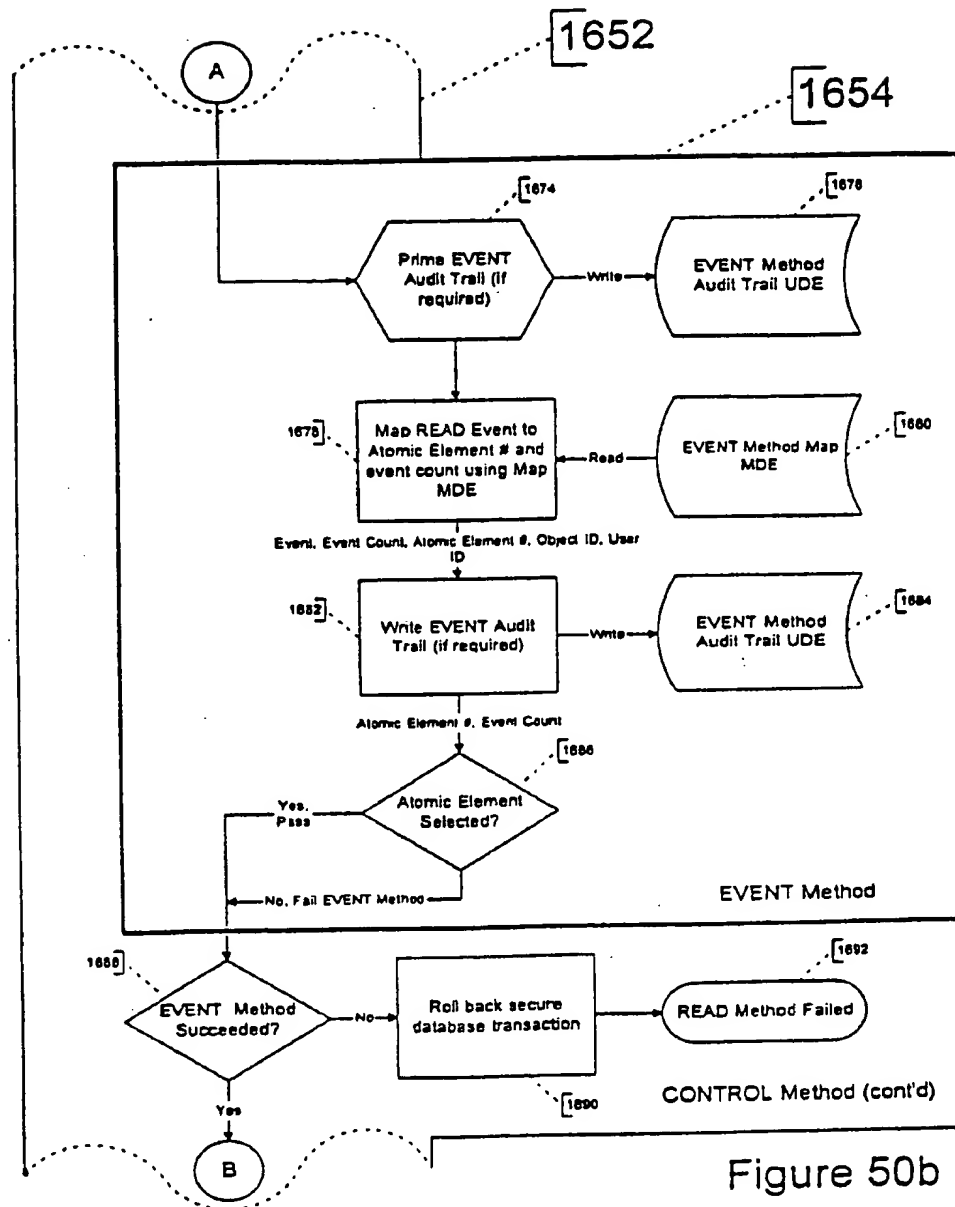 1652
A
1654
1674
1676
Prime EVENT
Audit Trail (if
required)
Write
EVENT Method
Audit Trail UDE
1678
Map READ Event to
Atomic Element # and
event count using Map
MDE
Read
EVENT Method Map
MDE
1680
Event, Event Count, Atomic Element #, Object ID, User
ID
1682
Write EVENT Audit
Trail (if required)
Write
EVENT Method
Audit Trail UDE
1684
Atomic Element #, Event Count
1686
Atomic Element
Selected?
Yes,
Pass
No, Fail EVENT Method
EVENT Method
1688
EVENT Method
Succeeded?
No
Roll back secure
database transaction
1692
READ Method Failed
Yes
1690
CONTROL Method (cont'd)
B
Figure 50b